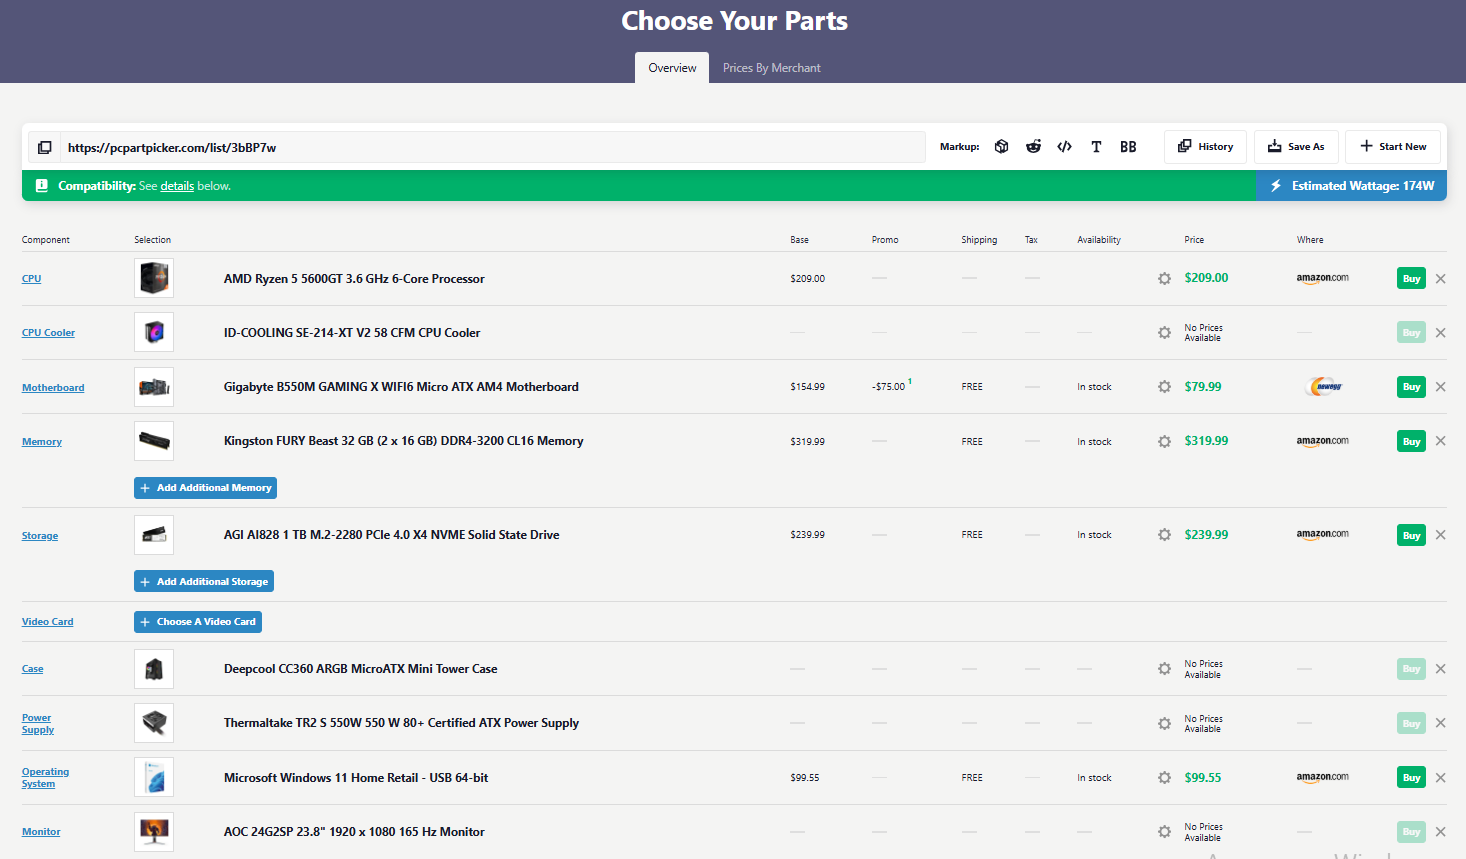 Choose Your Parts
Overview Prices By Merchant
https://pcpartpicker.com/list/3bBP7w Markup: </> T BB History Save As + Start New
Compatibility: See details below. Estimated Wattage: 174W
Component Selection Base Promo Shipping Tax Availability Price Where
CPU AMD Ryzen 5 5600GT 3.6 GHz 6-Core Processor $209.00 — — — $209.00 amazon.com Buy
CPU Cooler ID-COOLING SE-214-XT V2 58 CFM CPU Cooler — — — — — No Prices Available — Buy
Motherboard Gigabyte B550M GAMING X WIFI6 Micro ATX AM4 Motherboard $154.99 -$75.00 1 FREE — In stock $79.99 newegg Buy
Memory Kingston FURY Beast 32 GB (2 x 16 GB) DDR4-3200 CL16 Memory $319.99 — FREE — In stock $319.99 amazon.com Buy
+ Add Additional Memory
Storage AGI AI828 1 TB M.2-2280 PCIe 4.0 X4 NVME Solid State Drive $239.99 — FREE — In stock $239.99 amazon.com Buy
+ Add Additional Storage
Video Card + Choose A Video Card
Case Deepcool CC360 ARGB MicroATX Mini Tower Case — — — — — No Prices Available — Buy
Power Supply Thermaltake TR2 S 550W 550 W 80+ Certified ATX Power Supply — — — — — No Prices Available — Buy
Operating System Microsoft Windows 11 Home Retail - USB 64-bit $99.55 — FREE — In stock $99.55 amazon.com Buy
Monitor AOC 24G2SP 23.8" 1920 x 1080 165 Hz Monitor — — — — — No Prices Available — Buy